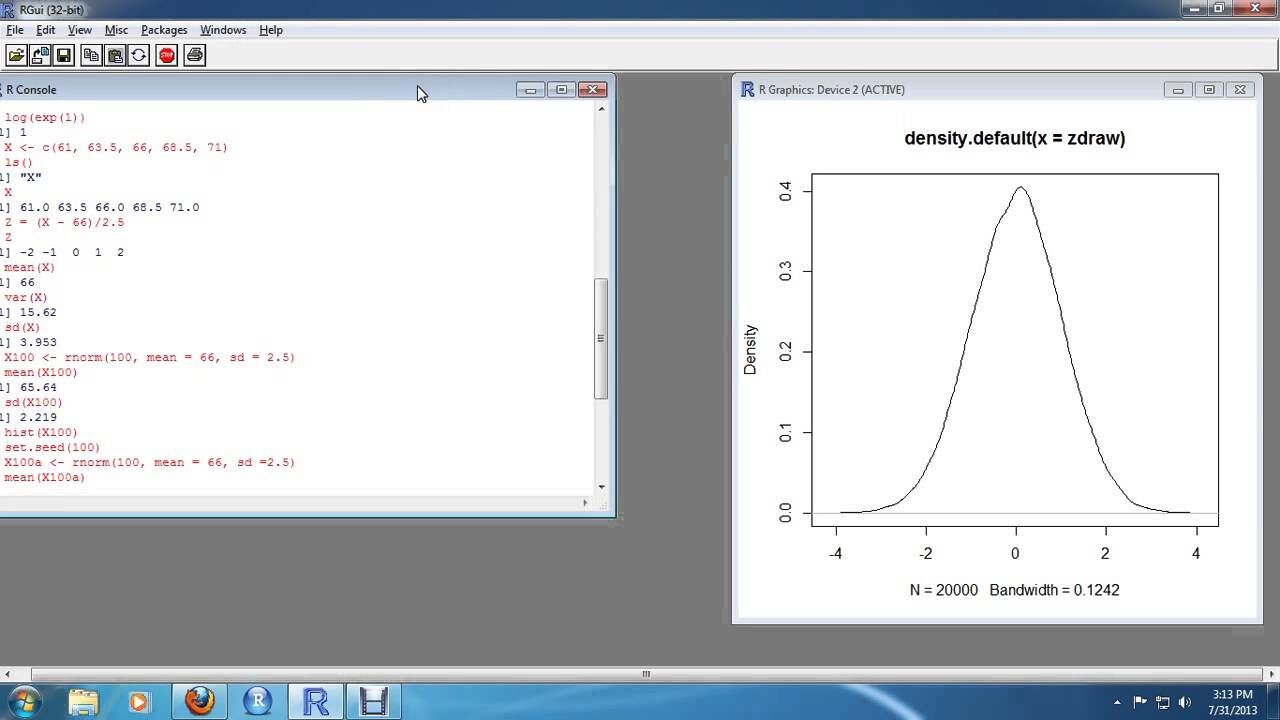 RGui (32-bit)
File Edit View Misc Packages Windows Help
STOP
R Console
log(exp(1))
1] 1
X <- c(61, 63.5, 66, 68.5, 71)
ls()
1] "X"
X
1] 61.0 63.5 66.0 68.5 71.0
Z = (X - 66)/2.5
Z
1] -2 -1 0 1 2
mean(X)
1] 66
var(X)
1] 15.62
sd(X)
1] 3.953
X100 <- rnorm(100, mean = 66, sd = 2.5)
mean(X100)
1] 65.64
sd(X100)
1] 2.219
hist(X100)
set.seed(100)
X100a <- rnorm(100, mean = 66, sd =2.5)
mean(X100a)
R Graphics: Device 2 (ACTIVE)
density.default(x = zdraw)
Density
0.4
0.3
0.2
0.1
0.0
-4 -2 0 2 4
N = 20000 Bandwidth = 0.1242
3:13 PM
7/31/2013